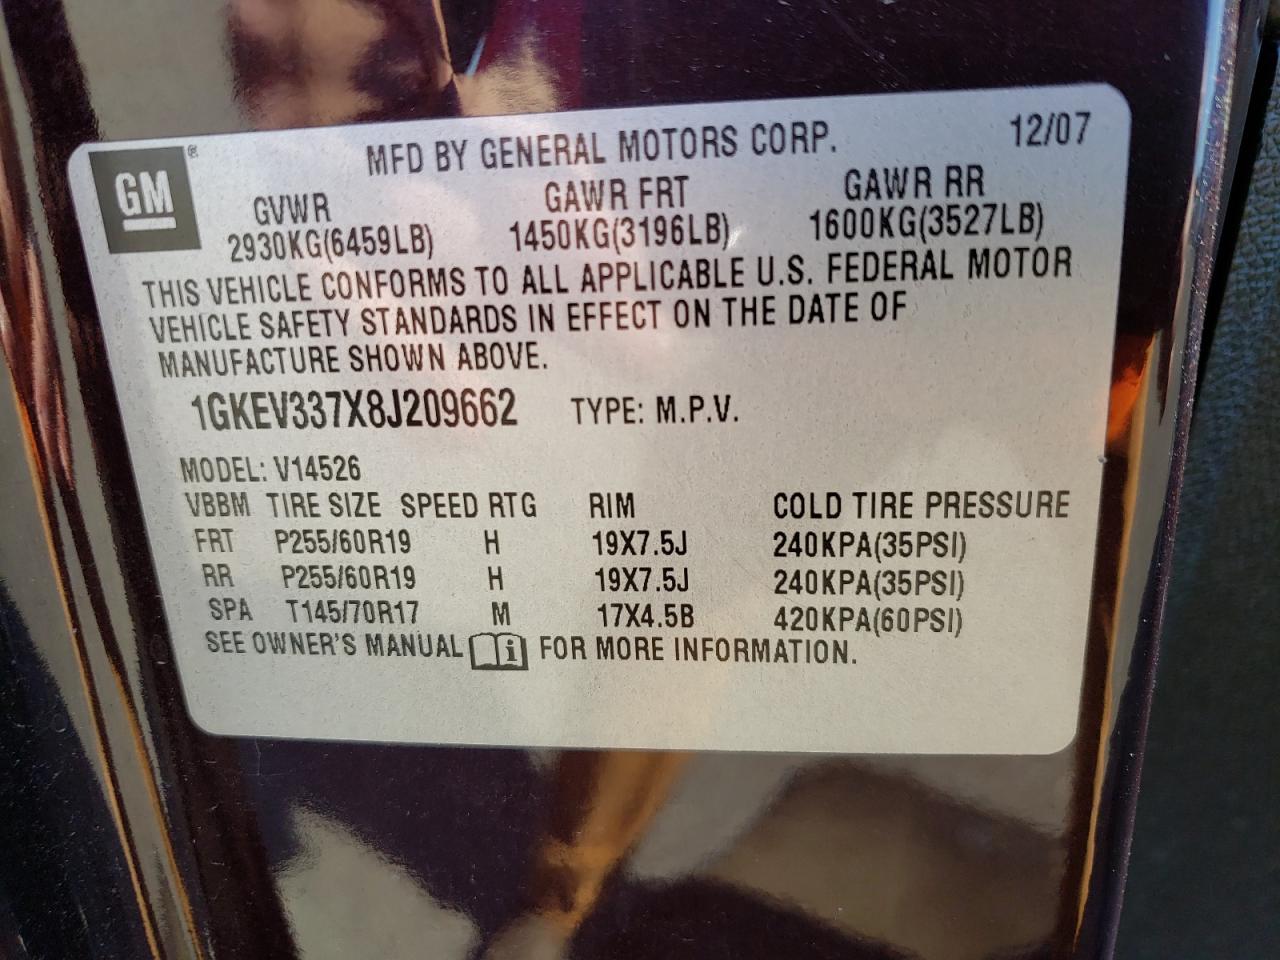 GM ®
MFD BY GENERAL MOTORS CORP. 12/07
GVWR GAWR FRT GAWR RR
2930KG(6459LB) 1450KG(3196LB) 1600KG(3527LB)
THIS VEHICLE CONFORMS TO ALL APPLICABLE U.S. FEDERAL MOTOR
VEHICLE SAFETY STANDARDS IN EFFECT ON THE DATE OF
MANUFACTURE SHOWN ABOVE.
1GKEV337X8J209662 TYPE: M.P.V.
MODEL: V14526
VBBM TIRE SIZE SPEED RTG RIM COLD TIRE PRESSURE
FRT P255/60R19 H 19X7.5J 240KPA(35PSI)
RR P255/60R19 H 19X7.5J 240KPA(35PSI)
SPA T145/70R17 M 17X4.5B 420KPA(60PSI)
SEE OWNER'S MANUAL i FOR MORE INFORMATION.